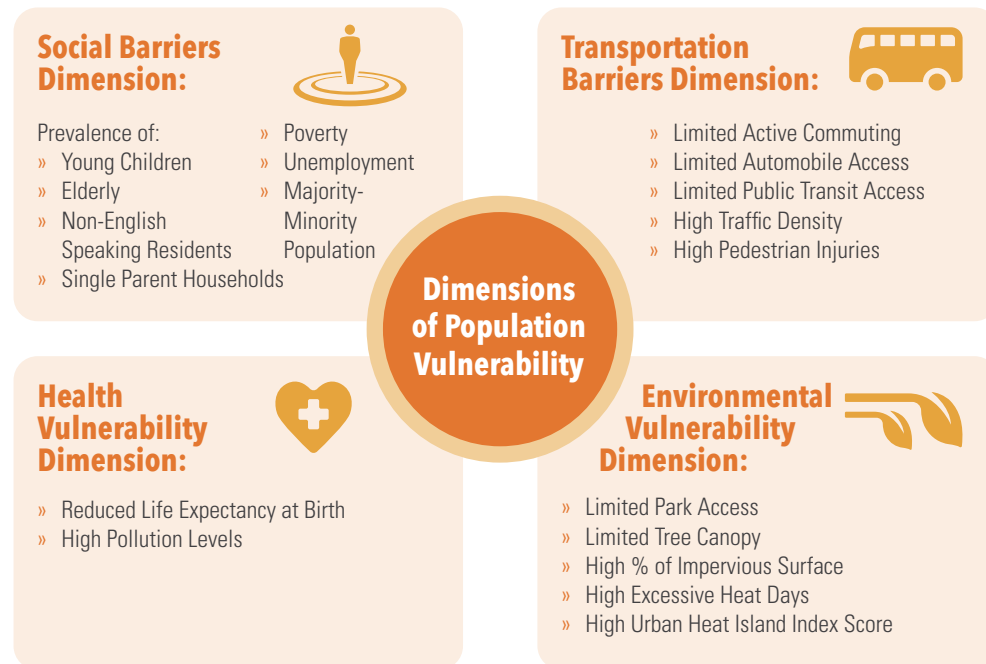 Social Barriers
Dimension:
Prevalence of:
» Young Children
» Elderly
» Non-English
Speaking Residents
» Single Parent Households
» Poverty
» Unemployment
» Majority-
Minority
Population
Transportation
Barriers Dimension:
» Limited Active Commuting
» Limited Automobile Access
» Limited Public Transit Access
» High Traffic Density
» High Pedestrian Injuries
Dimensions
of Population
Vulnerability
Health
Vulnerability
Dimension:
» Reduced Life Expectancy at Birth
» High Pollution Levels
Environmental
Vulnerability
Dimension:
» Limited Park Access
» Limited Tree Canopy
» High % of Impervious Surface
» High Excessive Heat Days
» High Urban Heat Island Index Score